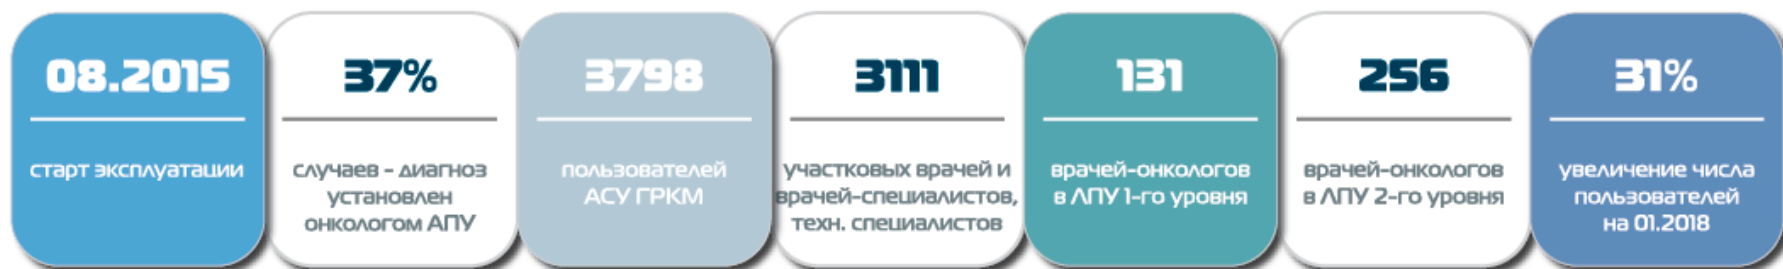 08.2015
старт эксплуатации
37%
случаев - диагноз
установлен
онкологом АПУ
3798
пользователей
АСУ ГРКМ
3111
участковых врачей и
врачей-специалистов,
техн. специалистов
131
врачей-онкологов
в ЛПУ 1-го уровня
256
врачей-онкологов
в ЛПУ 2-го уровня
31%
увеличение числа
пользователей
на 01.2018